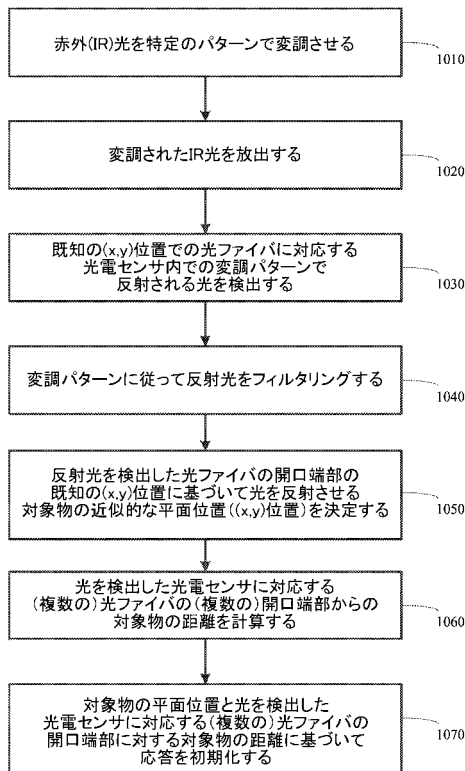 赤外(IR)光を特定のパターンで変調させる
1010
変調されたIR光を放出する
1020
既知の(x,y)位置での光ファイバに対応する
光電センサ内での変調パターンで
反射される光を検出する
1030
変調パターンに従って反射光をフィルタリングする
1040
反射光を検出した光ファイバの開口端部の
既知の(x,y)位置に基づいて光を反射させる
対象物の近似的な平面位置((x,y)位置)を決定する
1050
光を検出した光電センサに対応する
(複数の)光ファイバの(複数の)開口端部からの
対象物の距離を計算する
1060
対象物の平面位置と光を検出した
光電センサに対応する(複数の)光ファイバの
開口端部に対する対象物の距離に基づいて
応答を初期化する
1070